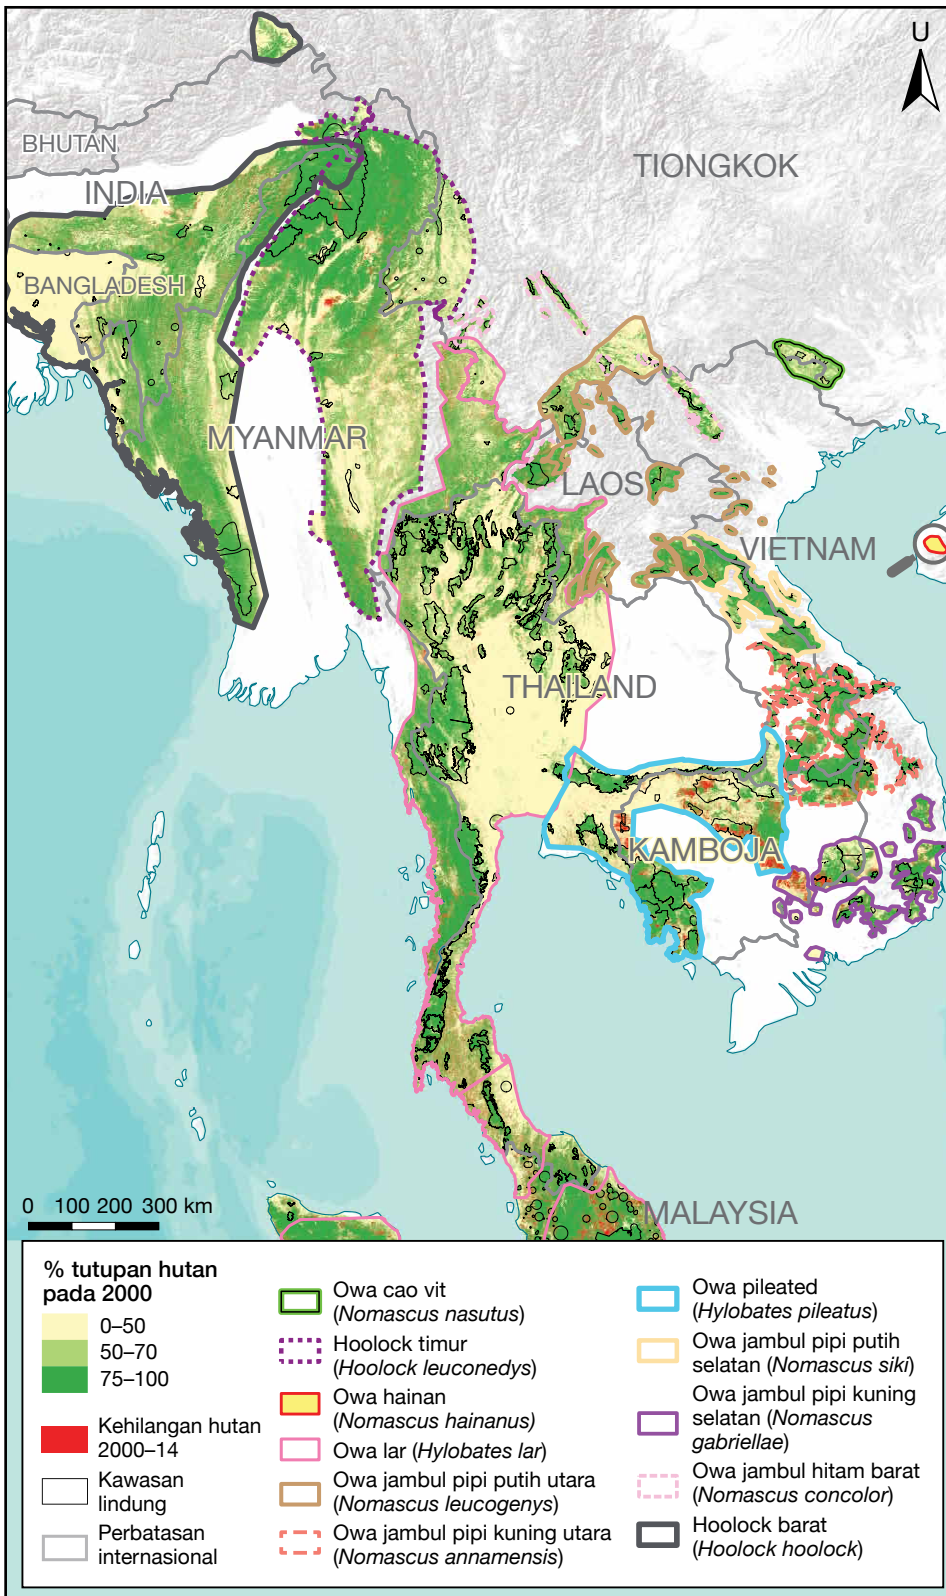 U
BHUTAN
TIONGKOK
INDIA
BANGLADESH
MYANMAR
LAOS
VIETNAM
THAILAND
KAMBOJA
MALAYSIA
0 100 200 300 km
% tutupan hutan
pada 2000
0–50
50–70
75–100
Kehilangan hutan
2000–14
Kawasan
lindung
Perbatasan
internasional
Owa cao vit
(Nomascus nasutus)
Hoolock timur
(Hoolock leuconedys)
Owa hainan
(Nomascus hainanus)
Owa lar (Hylobates lar)
Owa jambul pipi putih utara
(Nomascus leucogenys)
Owa jambul pipi kuning utara
(Nomascus annamensis)
Owa pileated
(Hylobates pileatus)
Owa jambul pipi putih
selatan (Nomascus siki)
Owa jambul pipi kuning
selatan (Nomascus
gabriellae)
Owa jambul hitam barat
(Nomascus concolor)
Hoolock barat
(Hoolock hoolock)